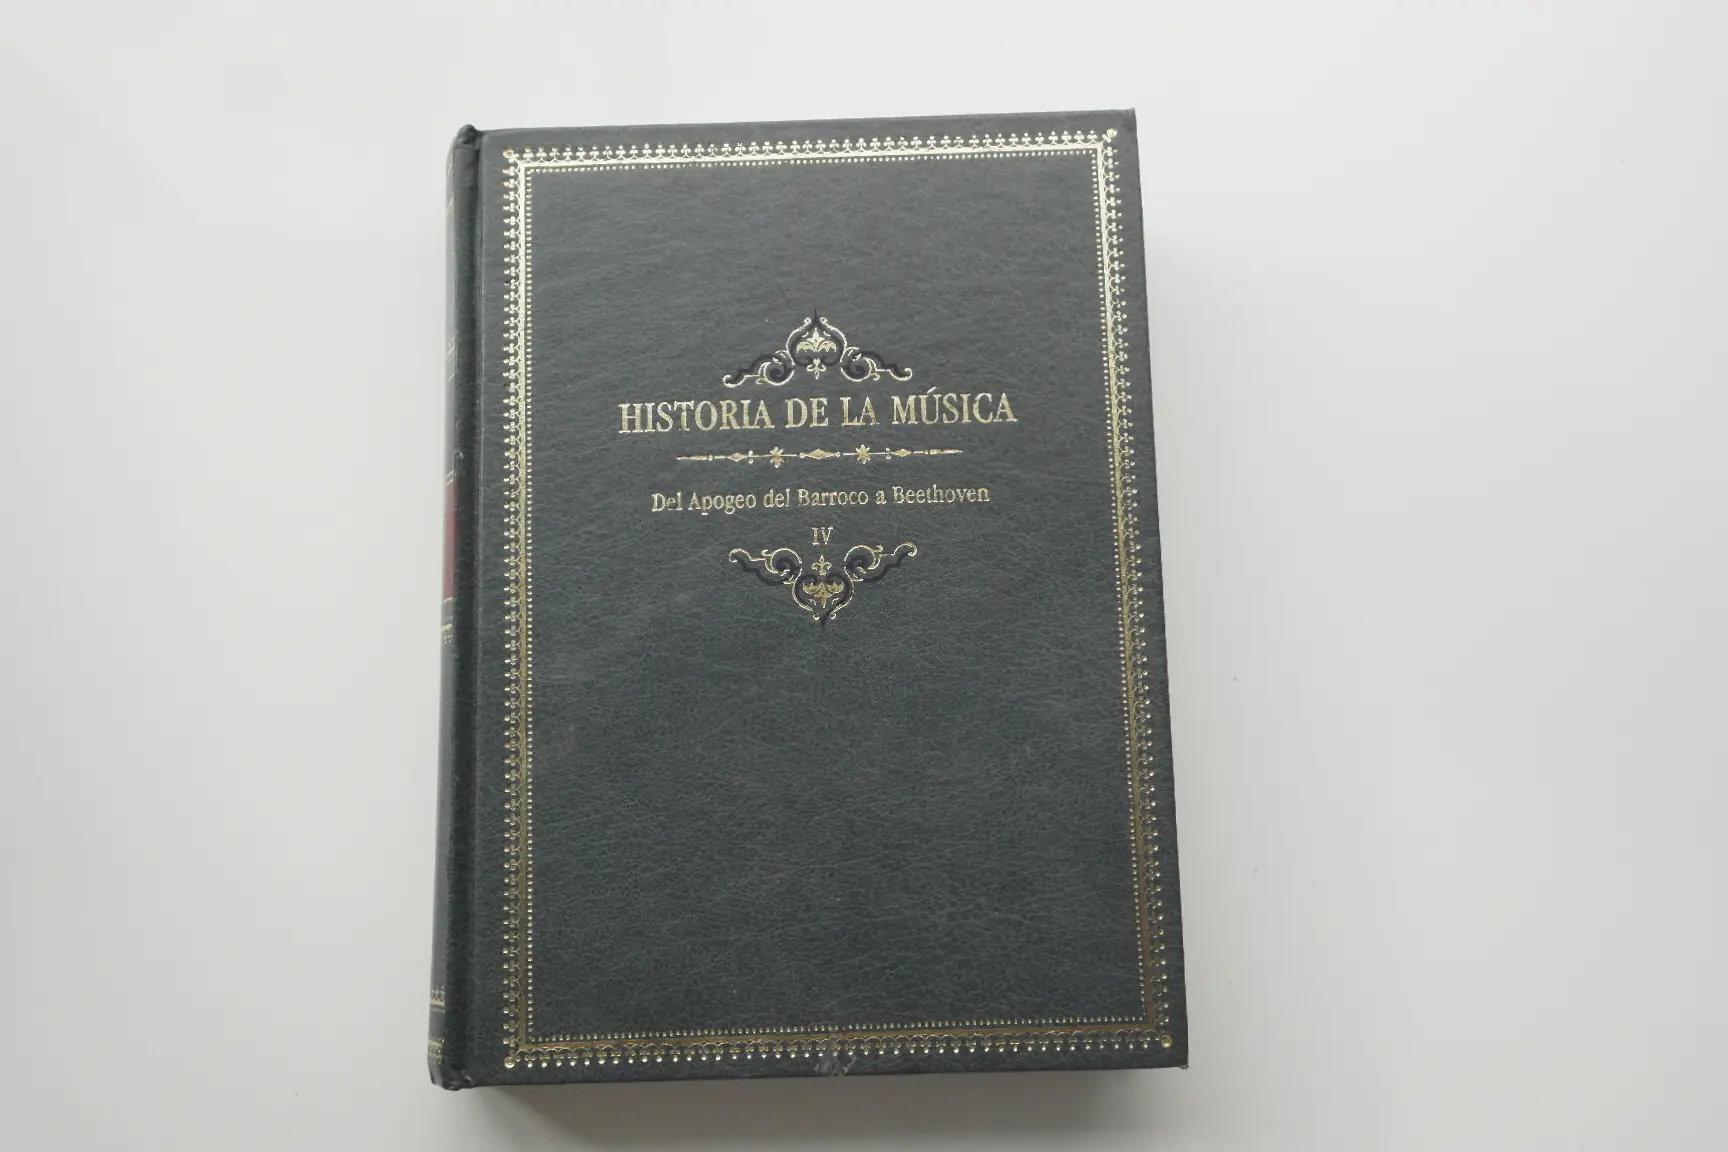 HISTORIA DE LA MÚSICA
Del Apogeo del Barroco a Beethoven
IV